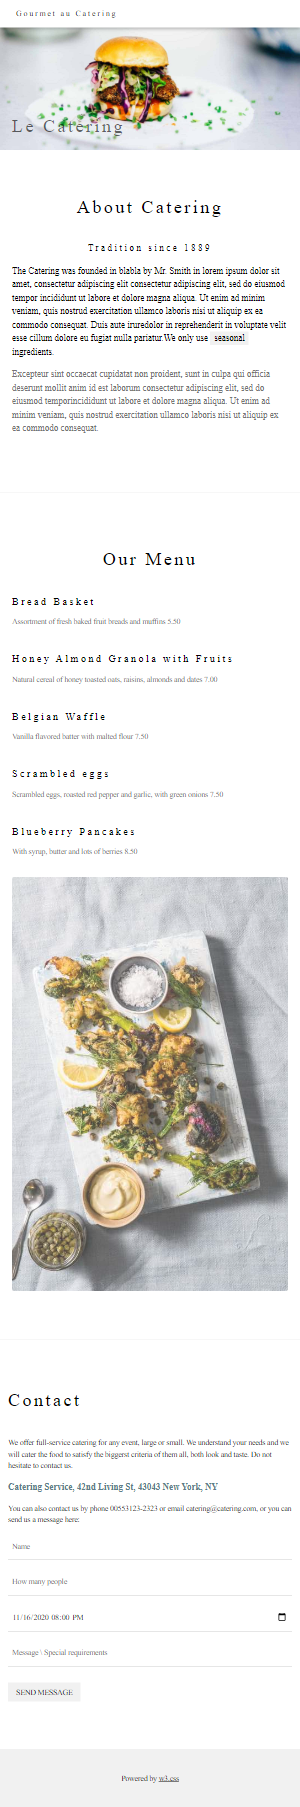 Gourmet au Catering
Le Catering
About Catering
Tradition since 1889
The Catering was founded in blabla by Mr. Smith in lorem ipsum dolor sit
amet, consectetur adipiscing elit consectetur adipiscing elit, sed do eiusmod
tempor incididunt ut labore et dolore magna aliqua. Ut enim ad minim
veniam, quis nostrud exercitation ullamco laboris nisi ut aliquip ex ea
commodo consequat. Duis aute iruredolor in reprehenderit in voluptate velit
esse cillum dolore eu fugiat nulla pariatur.We only use seasonal
ingredients.
Excepteur sint occaecat cupidatat non proident, sunt in culpa qui officia
deserunt mollit anim id est laborum consectetur adipiscing elit, sed do
eiusmod temporincididunt ut labore et dolore magna aliqua. Ut enim ad
minim veniam, quis nostrud exercitation ullamco laboris nisi ut aliquip ex
ea commodo consequat.
Our Menu
Bread Basket
Assortment of fresh baked fruit breads and muffins 5.50
Honey Almond Granola with Fruits
Natural cereal of honey toasted oats, raisins, almonds and dates 7.00
Belgian Waffle
Vanilla flavored batter with malted flour 7.50
Scrambled eggs
Scrambled eggs, roasted red pepper and garlic, with green onions 7.50
Blueberry Pancakes
With syrup, butter and lots of berries 8.50
Contact
We offer full-service catering for any event, large or small. We understand your needs and we
will cater the food to satisfy the biggerst criteria of them all, both look and taste. Do not
hesitate to contact us.
Catering Service, 42nd Living St, 43043 New York, NY
You can also contact us by phone 00553123-2323 or email catering@catering.com, or you can
send us a message here:
Name
How many people
11/16/2020 08:00 PM
Message \ Special requirements
SEND MESSAGE
Powered by w3.css